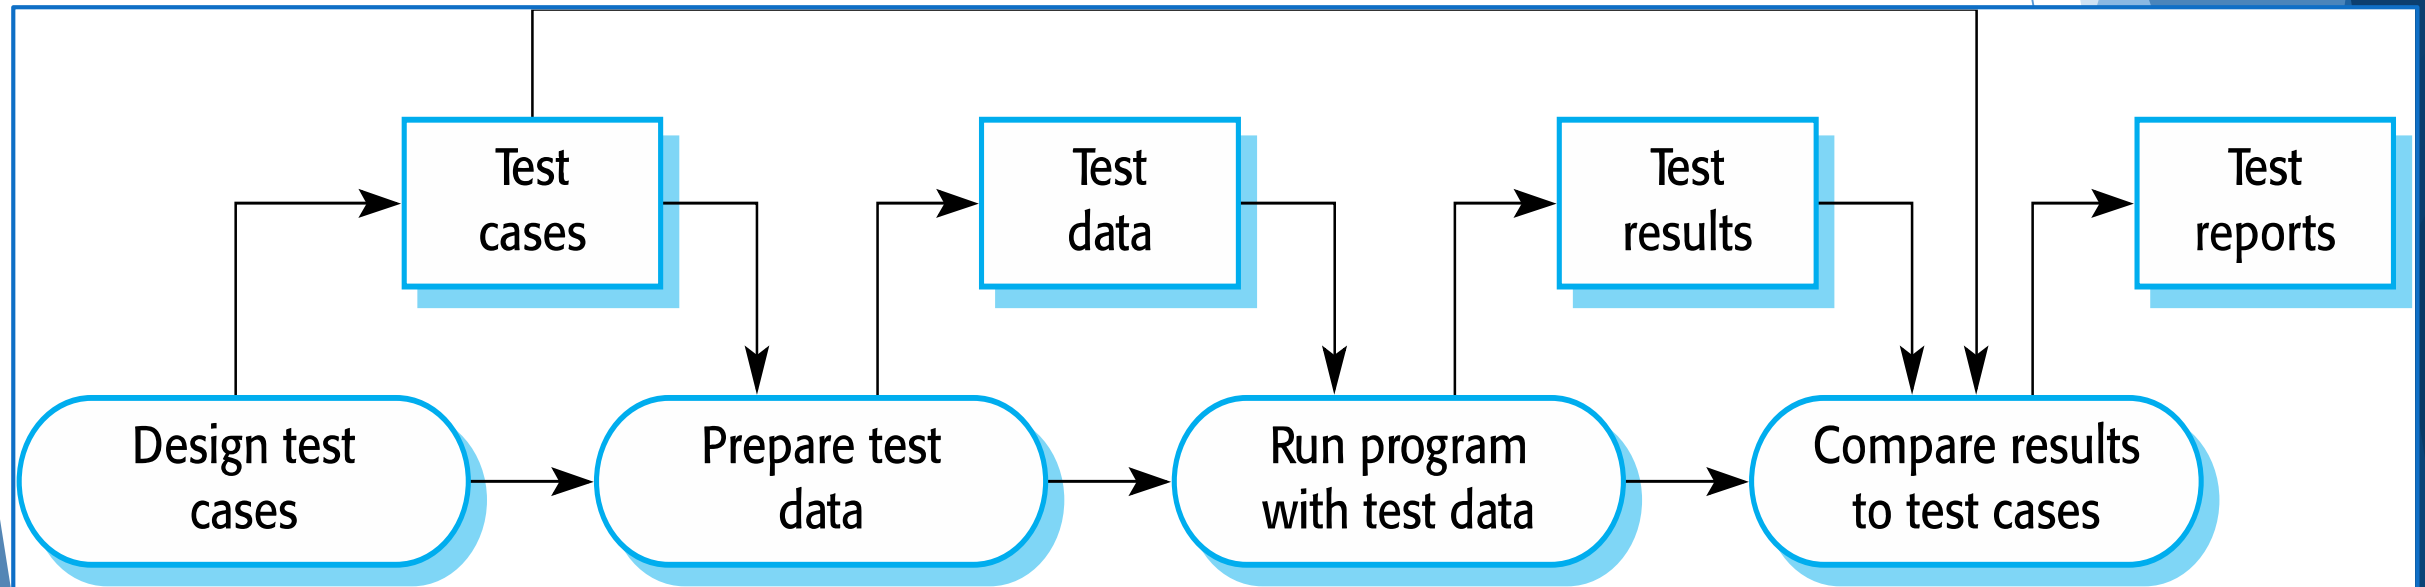 Test
cases
Test
data
Test
results
Test
reports
Design test
cases
Prepare test
data
Run program
with test data
Compare results
to test cases